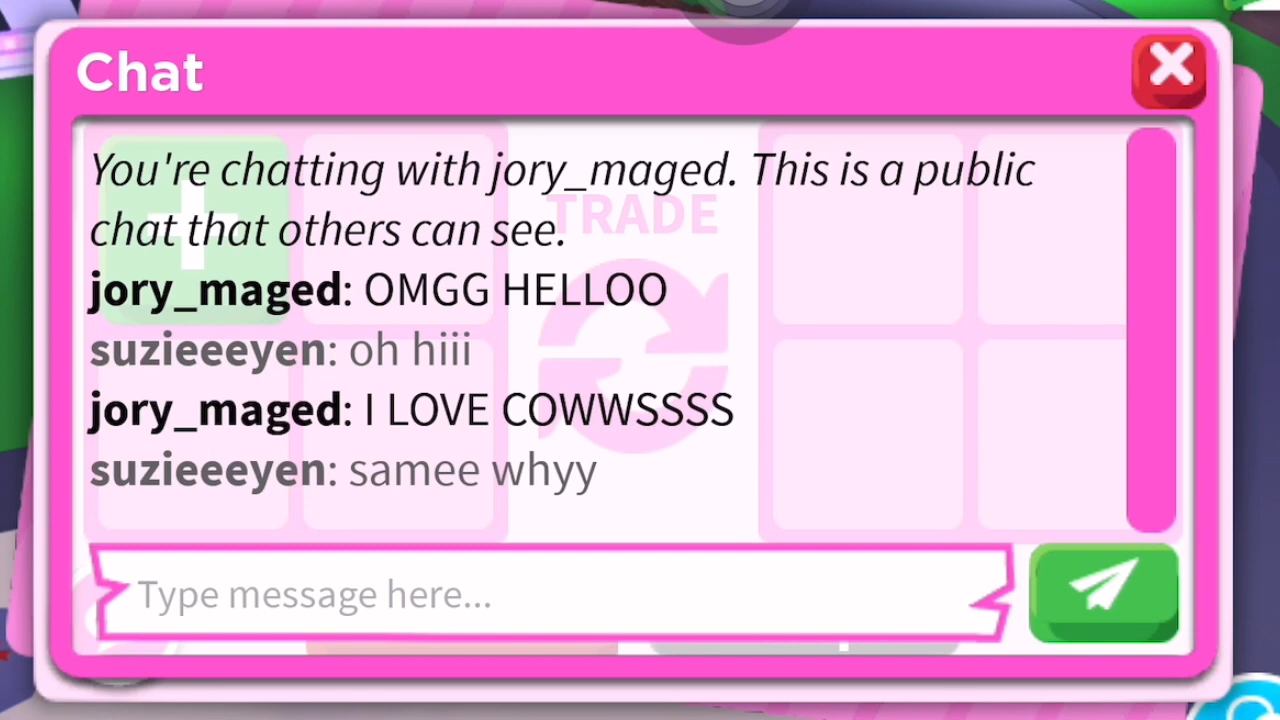 Chat
You're chatting with jory_maged. This is a public
chat that others can see.
TRADE
jory_maged: OMGG HELLOO
suzieeeyen: oh hiii
jory_maged: I LOVE COWWSSSS
suzieeeyen: samee whyy
Type message here...